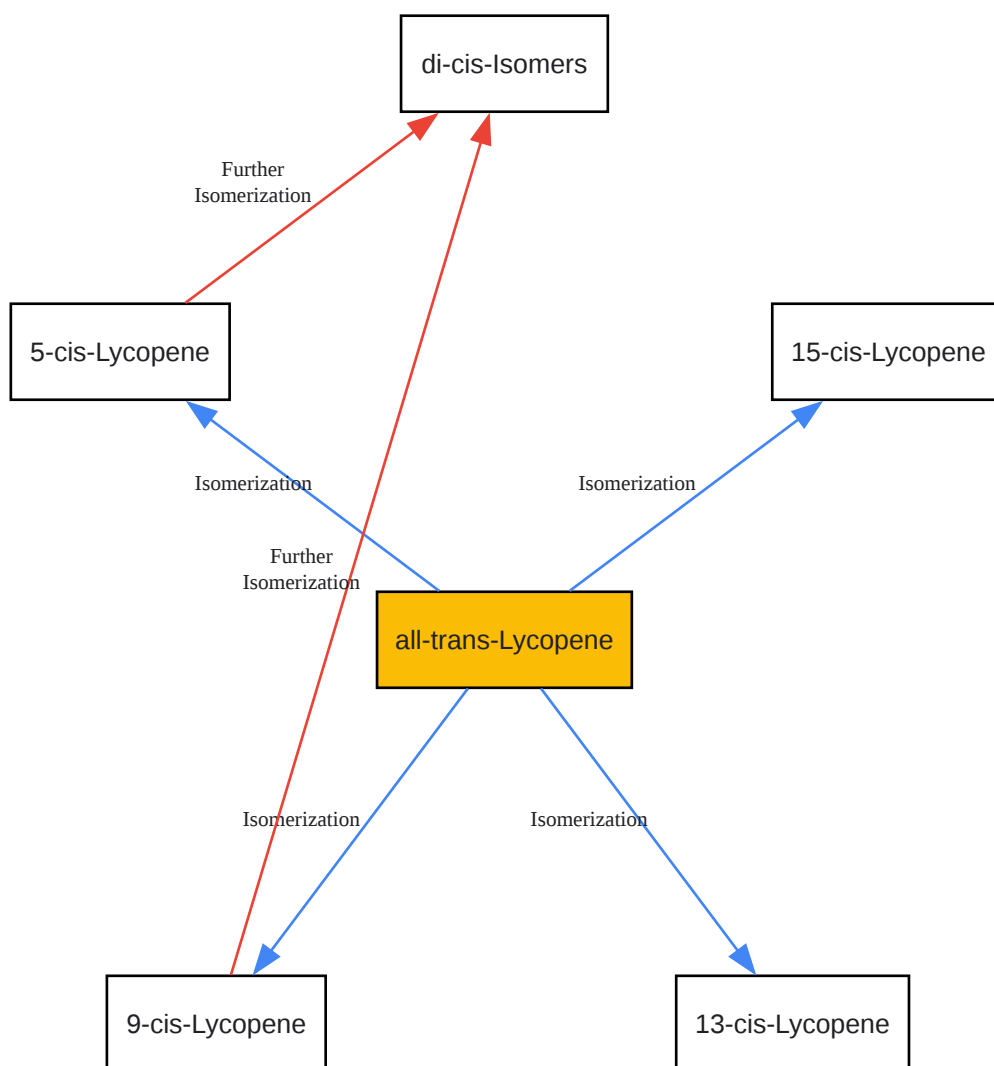 di-cis-Isomers
Further
Isomerization
5-cis-Lycopene
15-cis-Lycopene
Isomerization
Isomerization
Further
Isomerization
all-trans-Lycopene
Isomerization
Isomerization
9-cis-Lycopene
13-cis-Lycopene